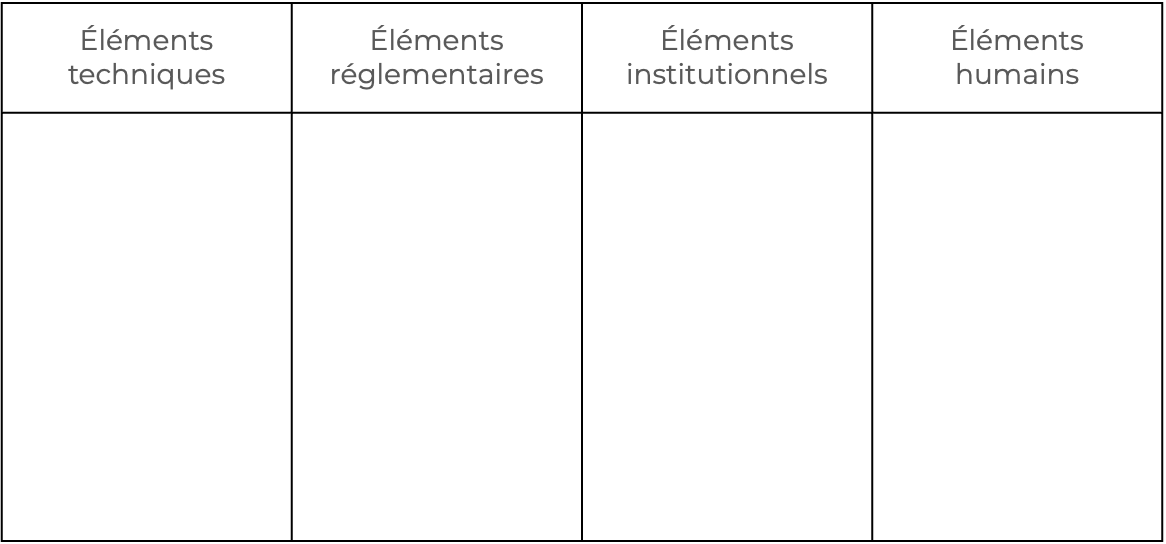 Éléments
techniques
Éléments
réglementaires
Éléments
institutionnels
Éléments
humains